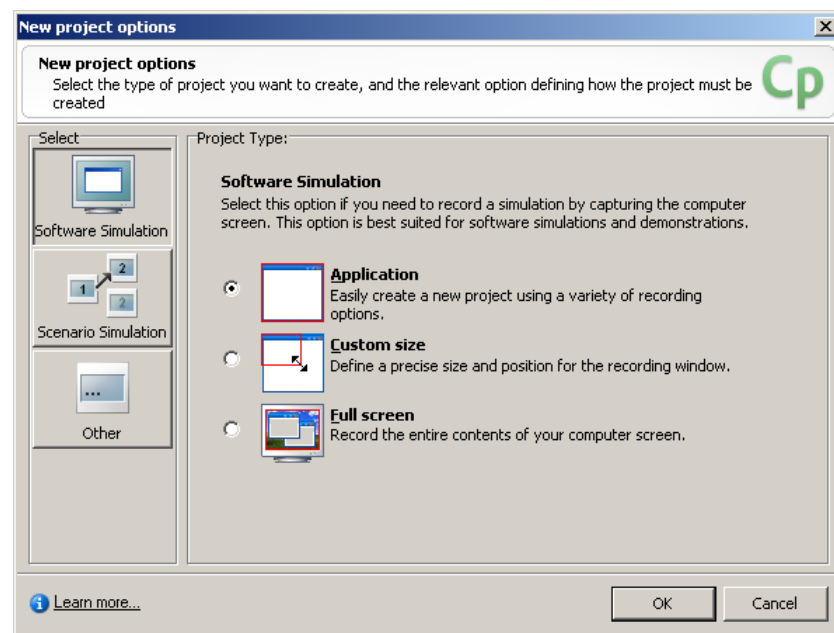 New project options
New project options
Select the type of project you want to create, and the relevant option defining how the project must be
created
Cp
Select
Software Simulation
1
2
2
Scenario Simulation
...
Other
Project Type:
Software Simulation
Select this option if you need to record a simulation by capturing the computer
screen. This option is best suited for software simulations and demonstrations.
Application
Easily create a new project using a variety of recording
options.
Custom size
Define a precise size and position for the recording window.
Full screen
Record the entire contents of your computer screen.
Learn more...
OK
Cancel